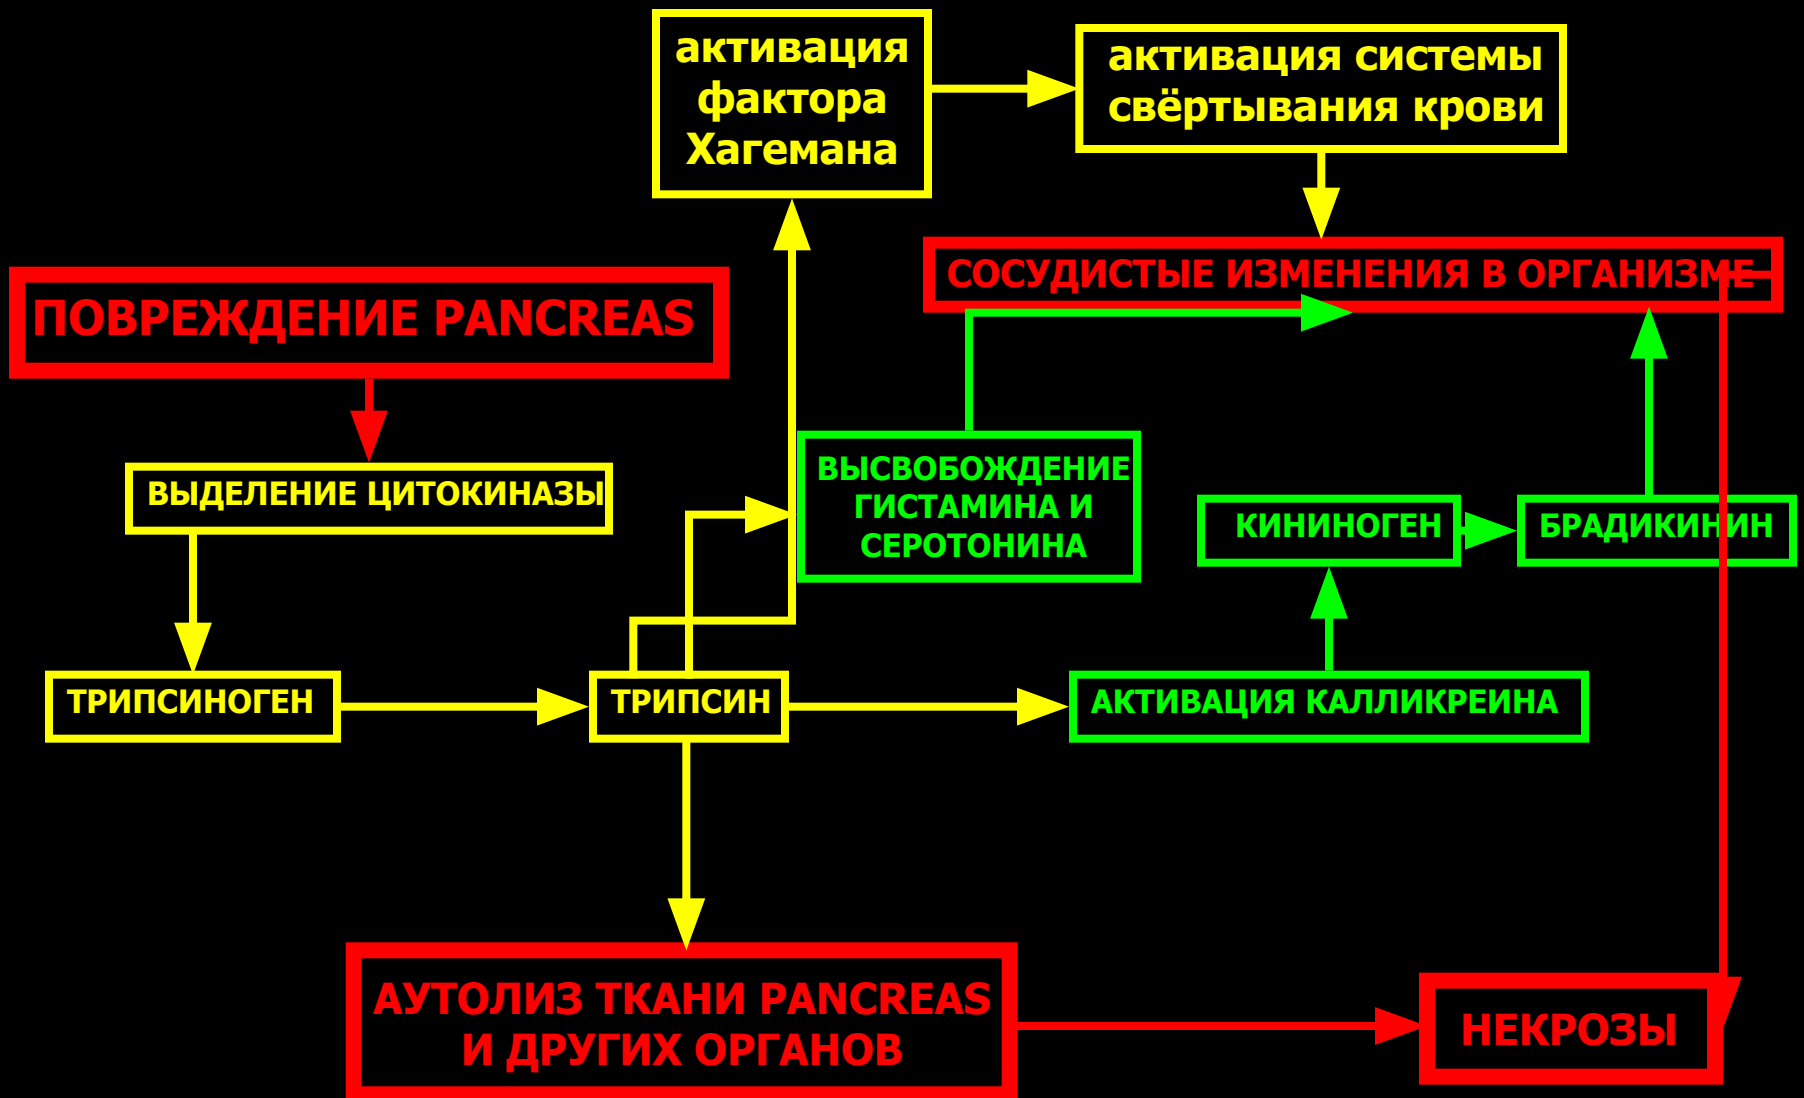 активация
фактора
Хагемана
активация системы
свёртывания крови
СОСУДИСТЫЕ ИЗМЕНЕНИЯ В ОРГАНИЗМЕ
ПОВРЕЖДЕНИЕ PANCREAS
ВЫДЕЛЕНИЕ ЦИТОКИНАЗЫ
ВЫСВОБОЖДЕНИЕ
ГИСТАМИНА И
СЕРОТОНИНА
КИНИНОГЕН
БРАДИКИНИН
ТРИПСИНОГЕН
ТРИПСИН
АКТИВАЦИЯ КАЛЛИКРЕИНА
АУТОЛИЗ ТКАНИ PANCREAS
И ДРУГИХ ОРГАНОВ
НЕКРОЗЫ